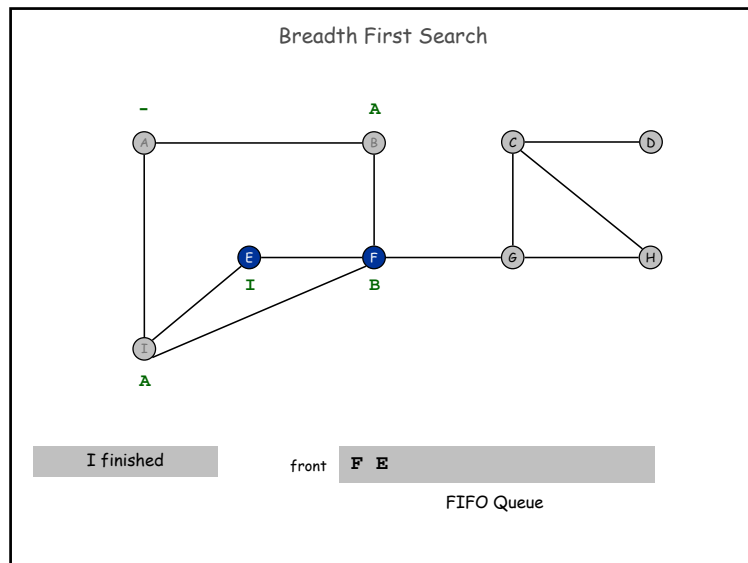 Breadth First Search
- A
A B C D
E F G H
I B
I
A
I finished
front F E
FIFO Queue